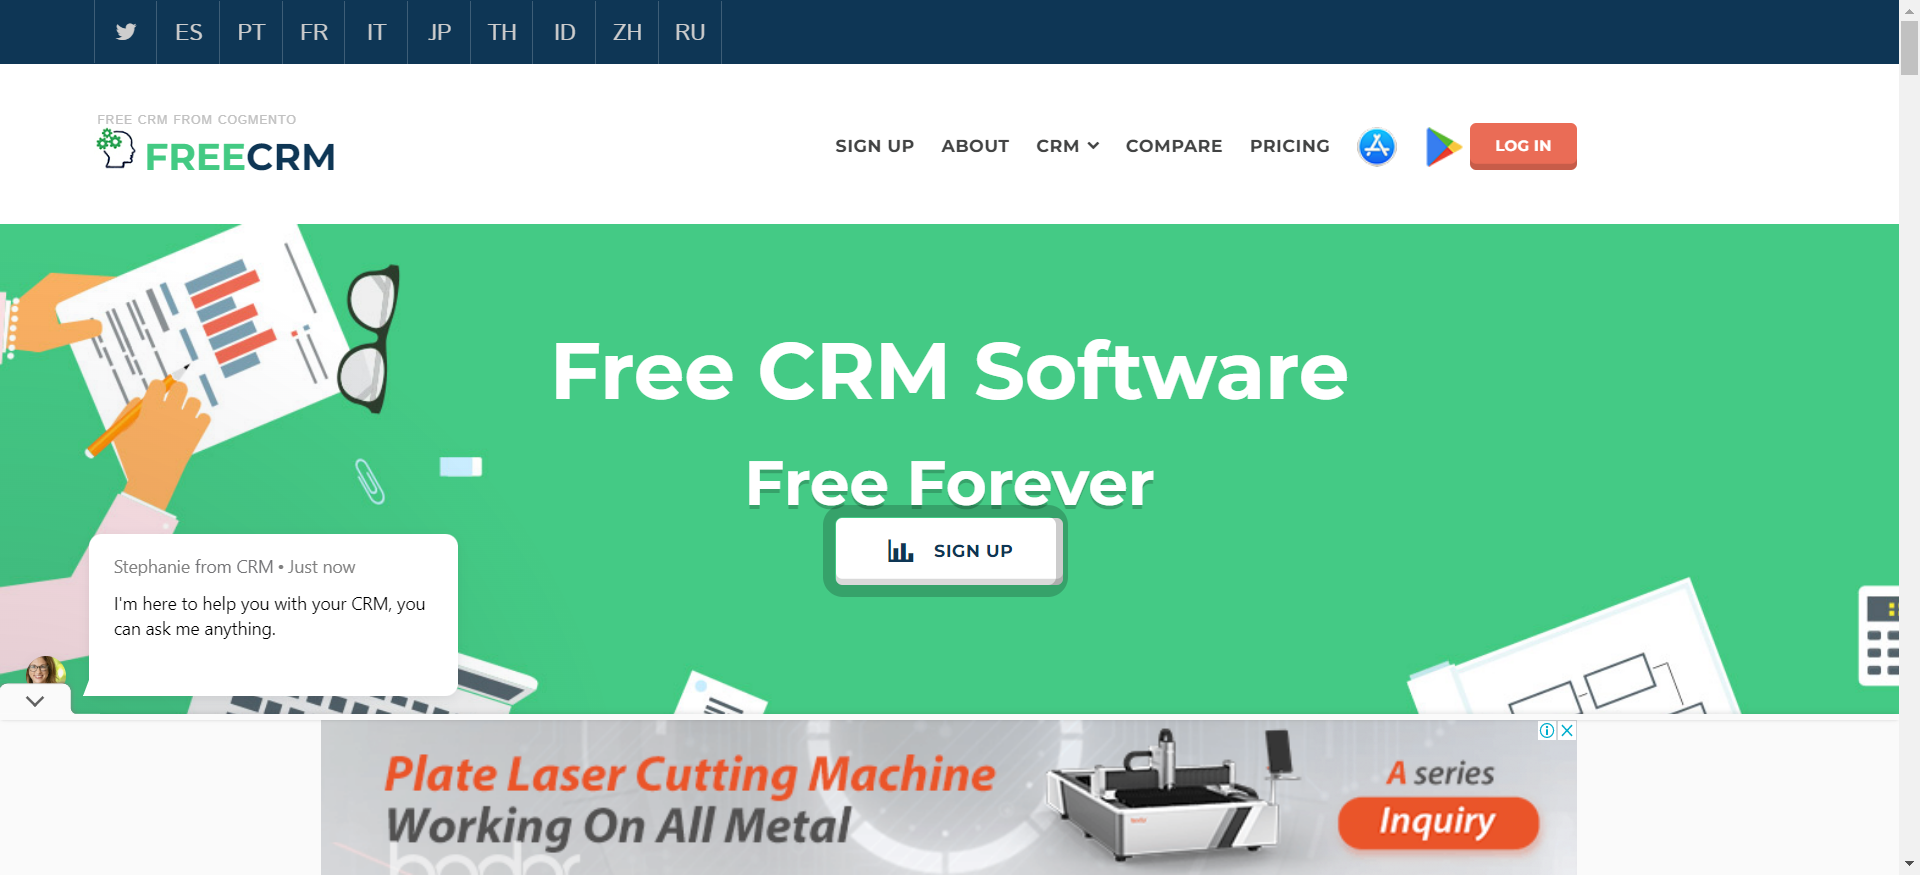 ES PT FR IT JP TH ID ZH RU
FREE CRM FROM COGMENTO
FREECRM
SIGN UP ABOUT CRM COMPARE PRICING LOG IN
Free CRM Software
Free Forever
SIGN UP
Stephanie from CRM • Just now
I'm here to help you with your CRM, you
can ask me anything.
Plate Laser Cutting Machine
Working On All Metal
A series
Inquiry
bodor